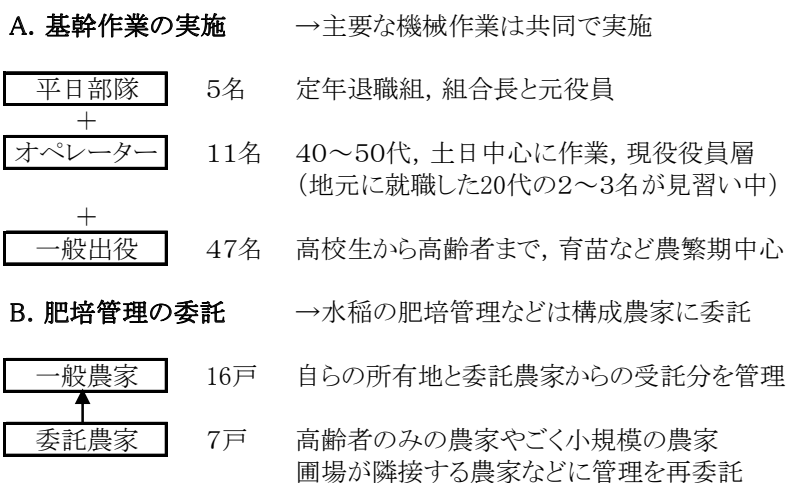 A．基幹作業の実施　→主要な機械作業は共同で実施
平日部隊　5名　定年退職組，組合長と元役員
＋
オペレーター　11名　40～50代，土日中心に作業，現役役員層
（地元に就職した20代の2～3名が見習い中）
＋
一般出役　47名　高校生から高齢者まで，育苗など農繁期中心
B．肥培管理の委託　→水稲の肥培管理などは構成農家に委託
一般農家　16戸　自らの所有地と委託農家からの受託分を管理
委託農家　7戸　高齢者のみの農家やごく小規模の農家
圃場が隣接する農家などに管理を再委託